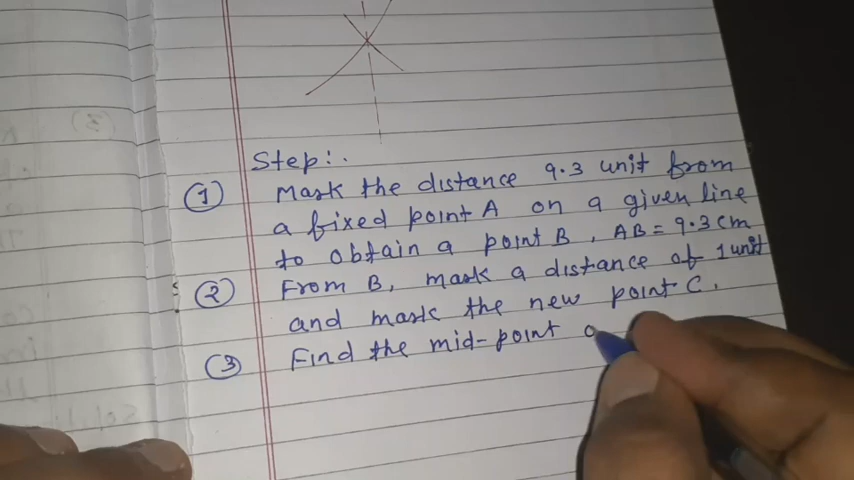 Step:.
(1) Mark the distance 9.3 unit from
a fixed point A on a given line
to obtain a point B, AB = 9.3 cm
(2) From B, mark a distance of 1 unit
and mark the new point C.
(3) Find the mid-point o